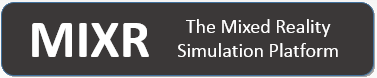 MIXR
The Mixed Reality
Simulation Platform